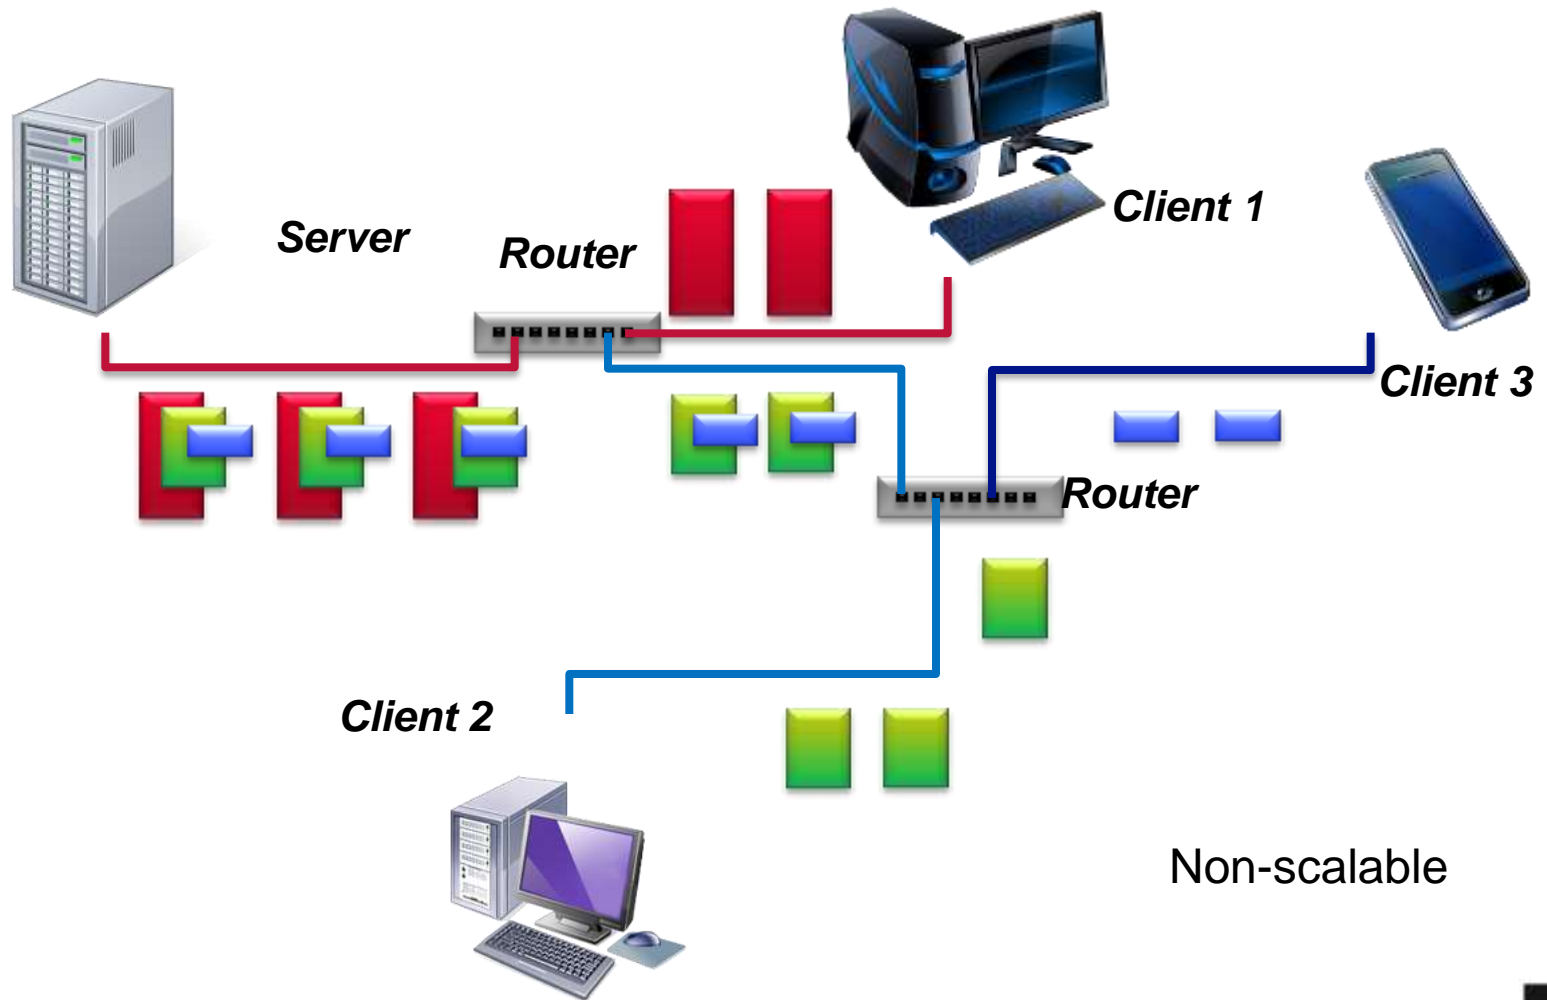 Client 1
Server
Router
Client 3
Router
Client 2
Non-scalable